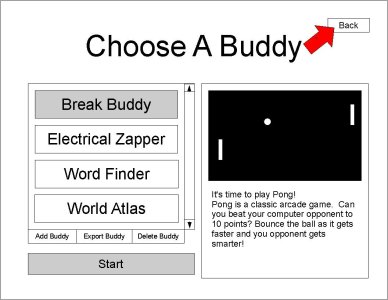 Back
Choose A Buddy
Break Buddy
Electrical Zapper
Word Finder
World Atlas
Add Buddy
Export Buddy
Delete Buddy
Start
It's time to play Pong!
Pong is a classic arcade game.  Can
you beat your computer opponent to
10 points? Bounce the ball as it gets
faster and you opponent gets
smarter!